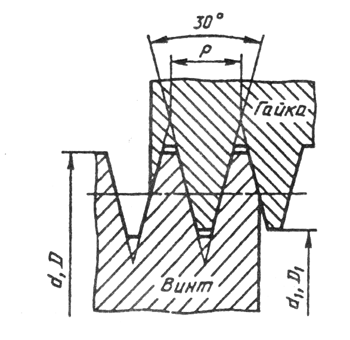 30°
P
Гайка
d, D
Винт
d₁, D₁